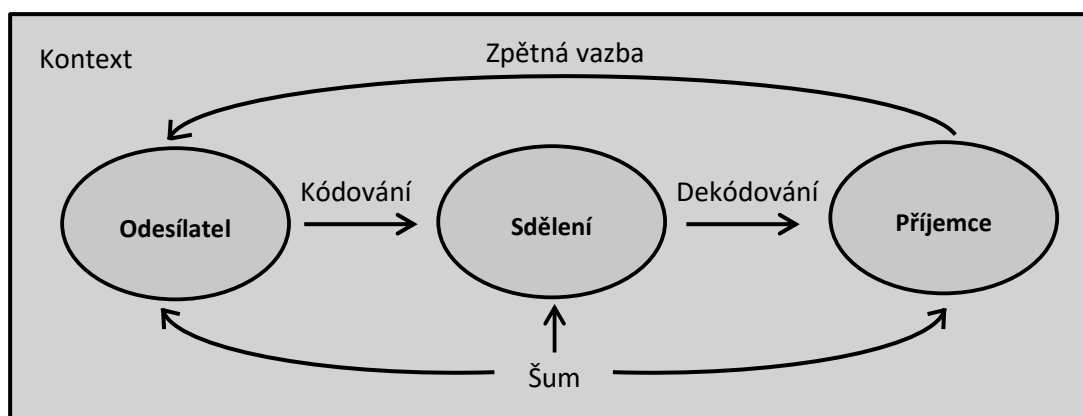 Kontext
Zpětná vazba
Kódování
Dekódování
Odesílatel
Sdělení
Příjemce
Šum